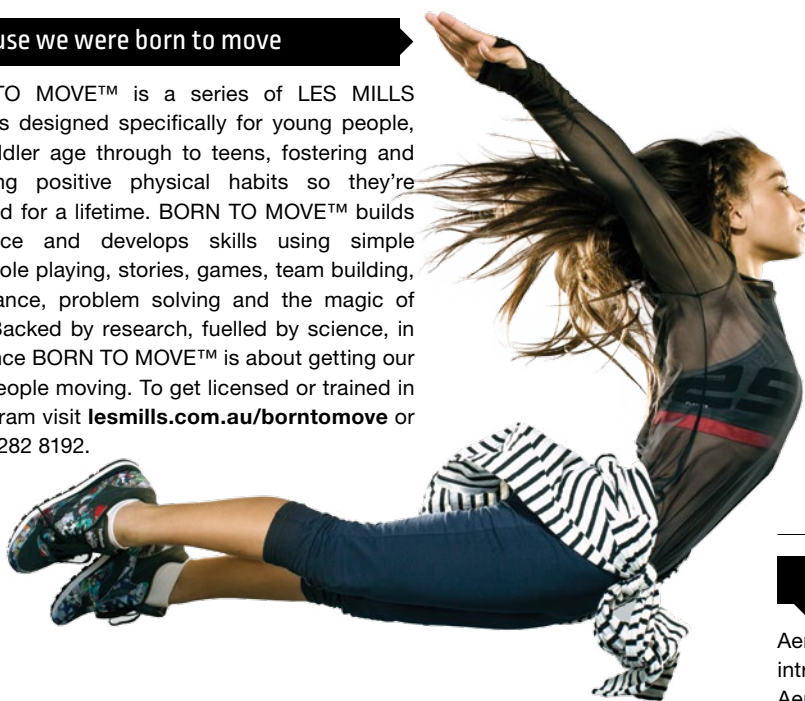 use we were born to move
TO MOVE™ is a series of LES MILLS
s designed specifically for young people,
ddler age through to teens, fostering and
ng positive physical habits so they're
d for a lifetime. BORN TO MOVE™ builds
ce and develops skills using simple
ole playing, stories, games, team building,
ance, problem solving and the magic of
Backed by research, fuelled by science, in
nce BORN TO MOVE™ is about getting our
eople moving. To get licensed or trained in
ram visit lesmills.com.au/borntomove or
282 8192.
25
Aer
intr
Aer